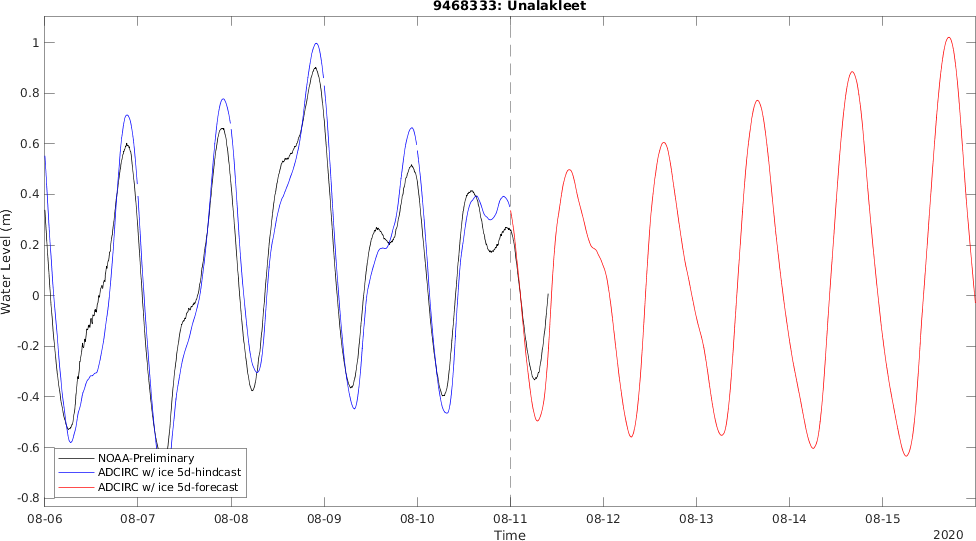 9468333: Unalakleet
Water Level (m)
1
0.8
0.6
0.4
0.2
0
-0.2
-0.4
-0.6
-0.8
NOAA-Preliminary
ADCIRC w/ ice 5d-hindcast
ADCIRC w/ ice 5d-forecast
08-06 08-07 08-08 08-09 08-10 08-11 08-12 08-13 08-14 08-15
Time
2020